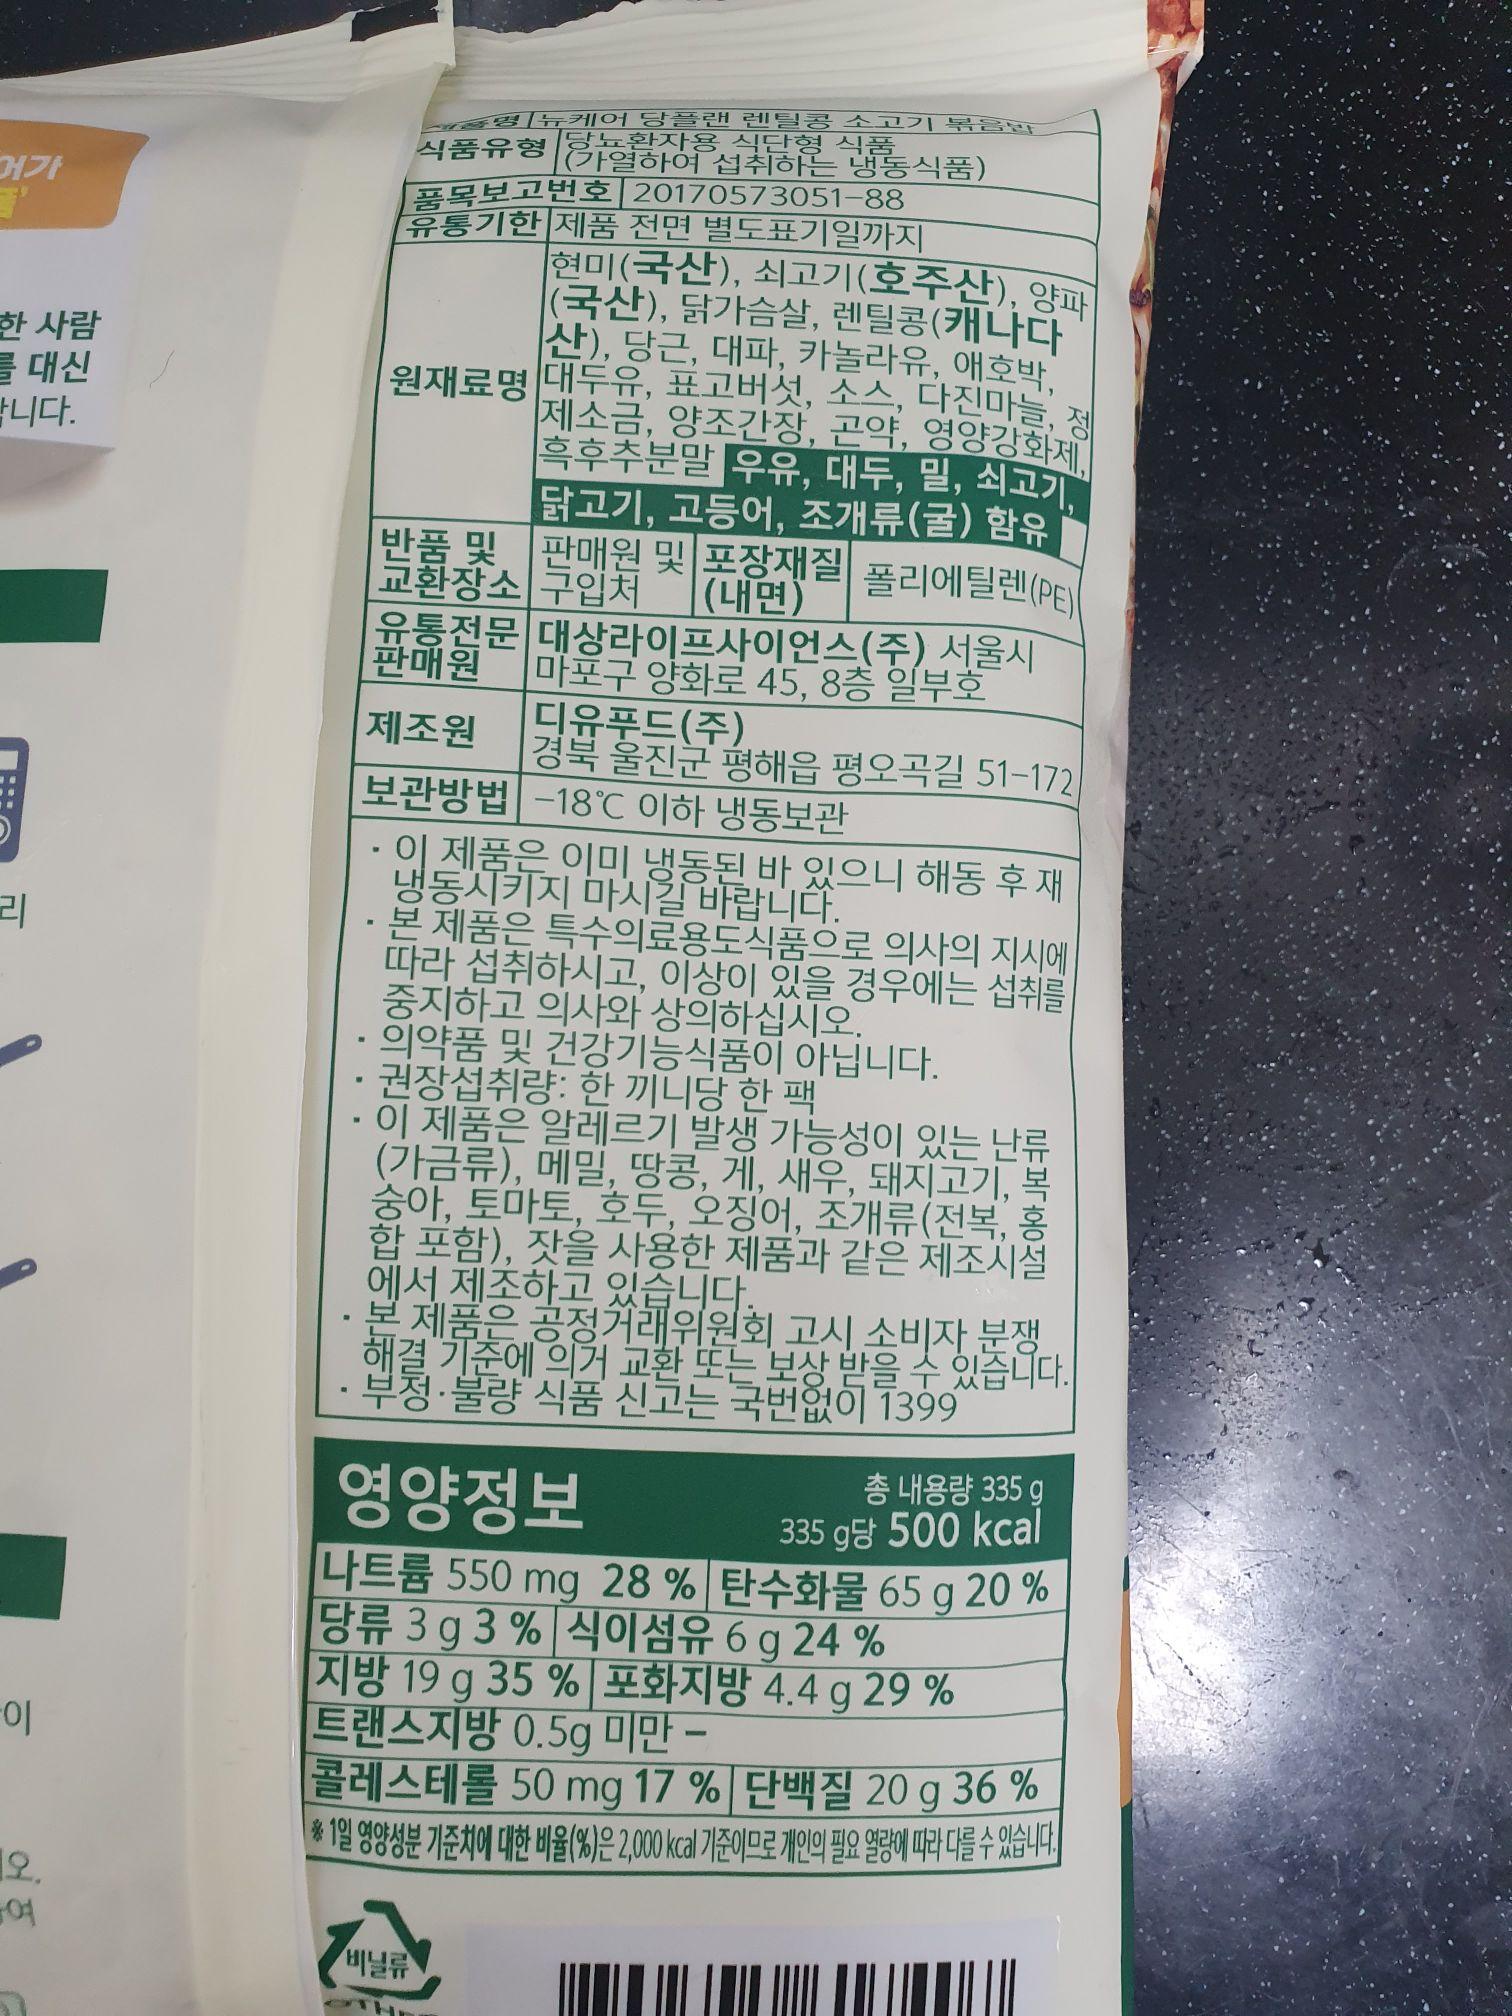 어가
한 사람
를 대신
니다.
리
이
오.
여
제품명 뉴케어 당플랜 렌틸콩 소고기 볶음밥
식품유형 당뇨환자용 식단형 식품
(가열하여 섭취하는 냉동식품)
품목보고번호 20170573051-88
유통기한 제품 전면 별도표기일까지
원재료명 현미(국산), 쇠고기(호주산), 양파
(국산), 닭가슴살, 렌틸콩(캐나다
산), 당근, 대파, 카놀라유, 애호박,
대두유, 표고버섯, 소스, 다진마늘, 정
제소금, 양조간장, 곤약, 영양강화제,
흑후추분말 우유, 대두, 밀, 쇠고기,
닭고기, 고등어, 조개류(굴) 함유
반품 및
교환장소
판매원 및
구입처
포장재질
(내면)
폴리에틸렌(PE)
유통전문
판매원
대상라이프사이언스(주) 서울시
마포구 양화로 45, 8층 일부호
제조원
디유푸드(주)
경북 울진군 평해읍 평오곡길 51-172
보관방법 -18℃ 이하 냉동보관
· 이 제품은 이미 냉동된 바 있으니 해동 후 재
냉동시키지 마시길 바랍니다.
· 본 제품은 특수의료용도식품으로 의사의 지시에
따라 섭취하시고, 이상이 있을 경우에는 섭취를
중지하고 의사와 상의하십시오.
· 의약품 및 건강기능식품이 아닙니다.
· 권장섭취량: 한 끼니당 한 팩
· 이 제품은 알레르기 발생 가능성이 있는 난류
(가금류), 메밀, 땅콩, 게, 새우, 돼지고기, 복
숭아, 토마토, 호두, 오징어, 조개류(전복, 홍
합 포함), 잣을 사용한 제품과 같은 제조시설
에서 제조하고 있습니다.
· 본 제품은 공정거래위원회 고시 소비자 분쟁
해결 기준에 의거 교환 또는 보상 받을 수 있습니다.
· 부정·불량 식품 신고는 국번없이 1399
영양정보
총 내용량 335 g
335 g당 500 kcal
나트륨 550 mg 28 % 탄수화물 65 g 20 %
당류 3 g 3 % 식이섬유 6 g 24 %
지방 19 g 35 % 포화지방 4.4 g 29 %
트랜스지방 0.5g 미만 -
콜레스테롤 50 mg 17 % 단백질 20 g 36 %
※ 1일 영양성분 기준치에 대한 비율(%)은 2,000 kcal 기준이므로 개인의 필요 열량에 따라 다를 수 있습니다.
비닐류